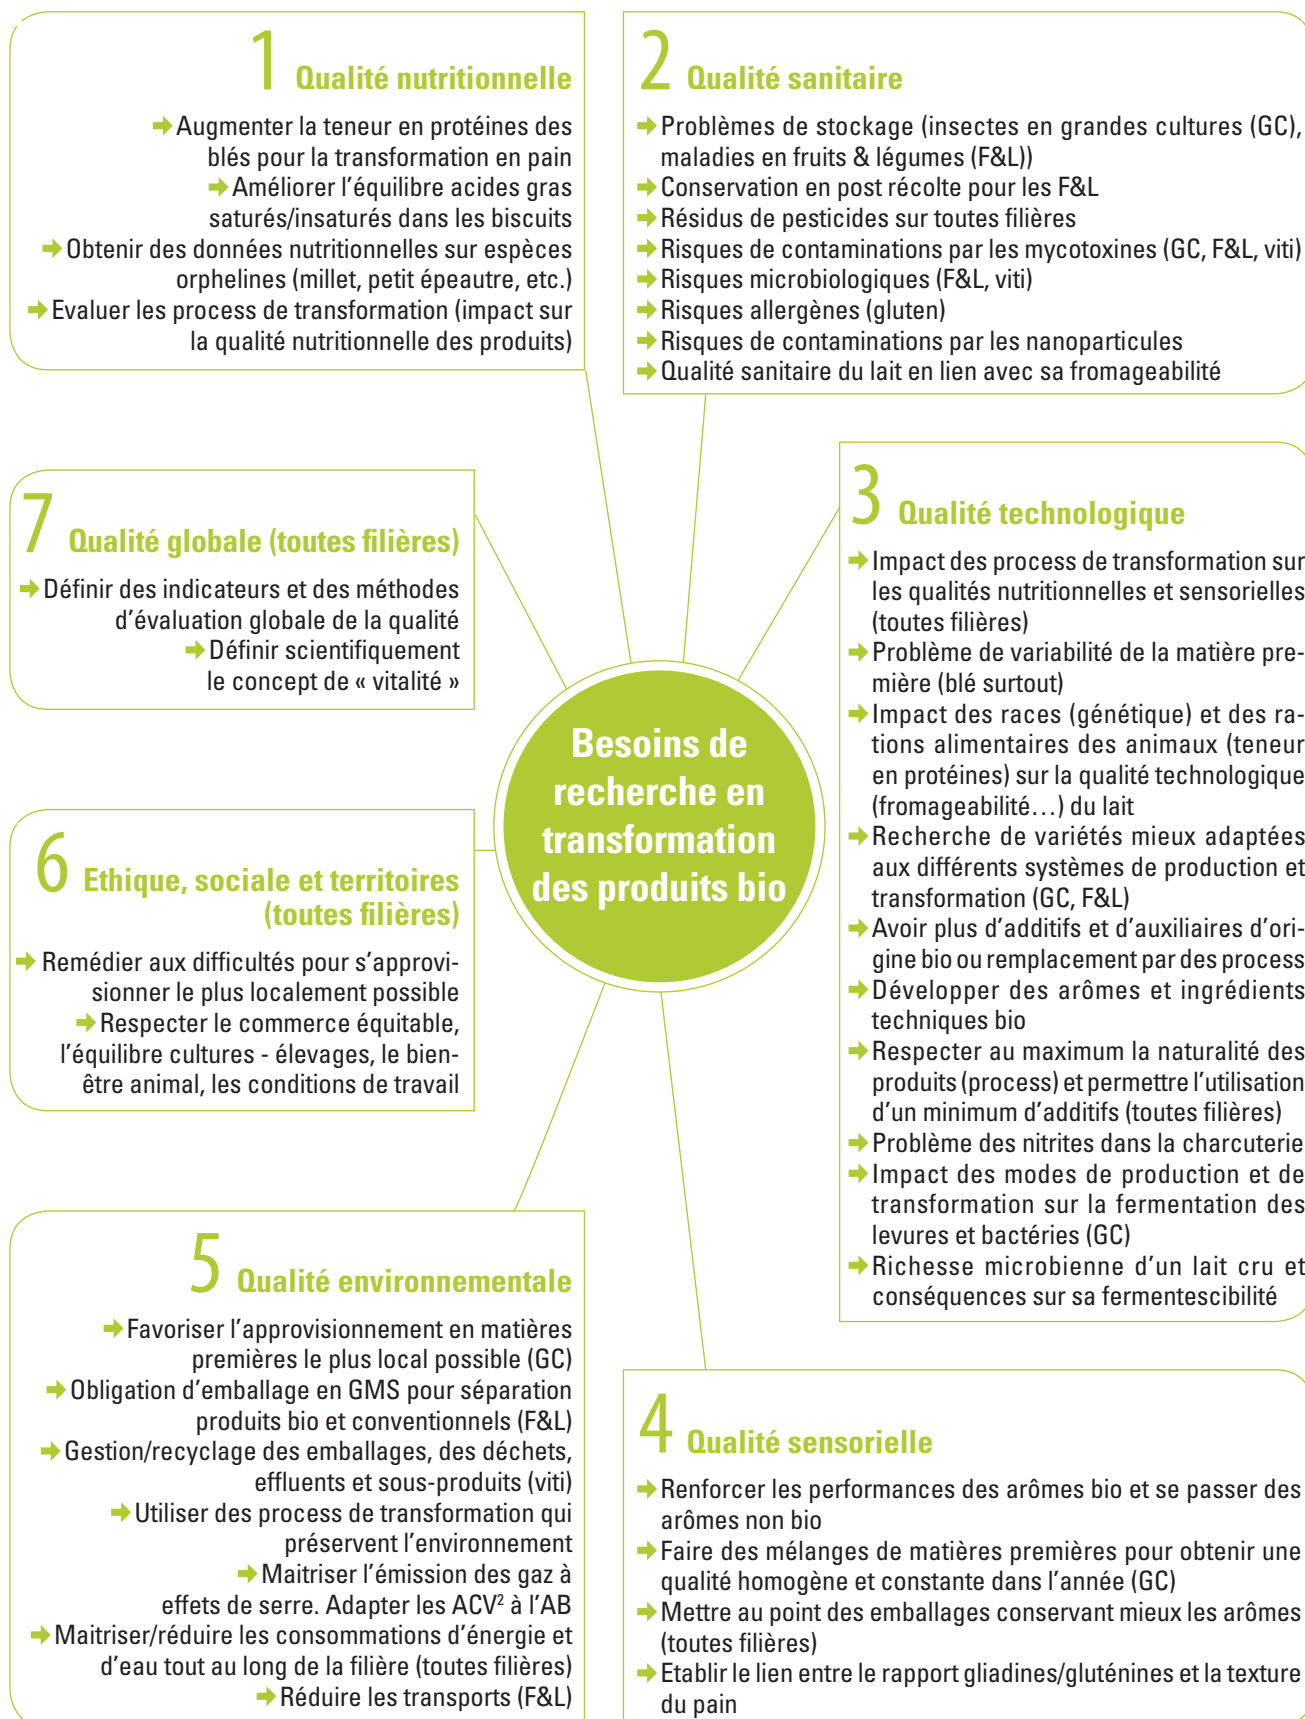 1 Qualité nutritionnelle
Augmenter la teneur en protéines des
blés pour la transformation en pain
Améliorer l'équilibre acides gras
saturés/insaturés dans les biscuits
Obtenir des données nutritionnelles sur espèces
orphelines (millet, petit épeautre, etc.)
Evaluer les process de transformation (impact sur
la qualité nutritionnelle des produits)
2 Qualité sanitaire
Problèmes de stockage (insectes en grandes cultures (GC),
maladies en fruits & légumes (F&L))
Conservation en post récolte pour les F&L
Résidus de pesticides sur toutes filières
Risques de contaminations par les mycotoxines (GC, F&L, viti)
Risques microbiologiques (F&L, viti)
Risques allergènes (gluten)
Risques de contaminations par les nanoparticules
Qualité sanitaire du lait en lien avec sa fromageabilité
7 Qualité globale (toutes filières)
Définir des indicateurs et des méthodes
d'évaluation globale de la qualité
Définir scientifiquement
le concept de « vitalité »
3 Qualité technologique
Impact des process de transformation sur
les qualités nutritionnelles et sensorielles
(toutes filières)
Problème de variabilité de la matière pre-
mière (blé surtout)
Impact des races (génétique) et des ra-
tions alimentaires des animaux (teneur
en protéines) sur la qualité technologique
(fromageabilité…) du lait
Recherche de variétés mieux adaptées
aux différents systèmes de production et
transformation (GC, F&L)
Avoir plus d'additifs et d'auxiliaires d'ori-
gine bio ou remplacement par des process
Développer des arômes et ingrédients
techniques bio
Respecter au maximum la naturalité des
produits (process) et permettre l'utilisation
d'un minimum d'additifs (toutes filières)
Problème des nitrites dans la charcuterie
Impact des modes de production et de
transformation sur la fermentation des
levures et bactéries (GC)
Richesse microbienne d'un lait cru et
conséquences sur sa fermentescibilité
Besoins de
recherche en
transformation
des produits bio
6 Ethique, sociale et territoires
(toutes filières)
Remédier aux difficultés pour s'approvi-
sionner le plus localement possible
Respecter le commerce équitable,
l'équilibre cultures - élevages, le bien-
être animal, les conditions de travail
5 Qualité environnementale
Favoriser l'approvisionnement en matières
premières le plus local possible (GC)
Obligation d'emballage en GMS pour séparation
produits bio et conventionnels (F&L)
Gestion/recyclage des emballages, des déchets,
effluents et sous-produits (viti)
Utiliser des process de transformation qui
préservent l'environnement
Maitriser l'émission des gaz à
effets de serre. Adapter les ACV² à l'AB
Maitriser/réduire les consommations d'énergie et
d'eau tout au long de la filière (toutes filières)
Réduire les transports (F&L)
4 Qualité sensorielle
Renforcer les performances des arômes bio et se passer des
arômes non bio
Faire des mélanges de matières premières pour obtenir une
qualité homogène et constante dans l'année (GC)
Mettre au point des emballages conservant mieux les arômes
(toutes filières)
Etablir le lien entre le rapport gliadines/gluténines et la texture
du pain